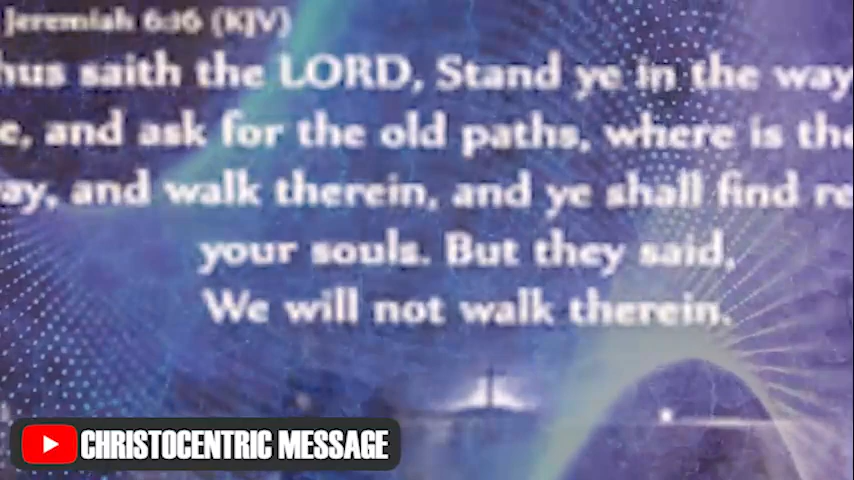 Jeremiah 6:16 (KJV)
hus saith the LORD, Stand ye in the way
e, and ask for the old paths, where is the
ay, and walk therein, and ye shall find re
your souls. But they said,
We will not walk therein.
CHRISTOCENTRIC MESSAGE